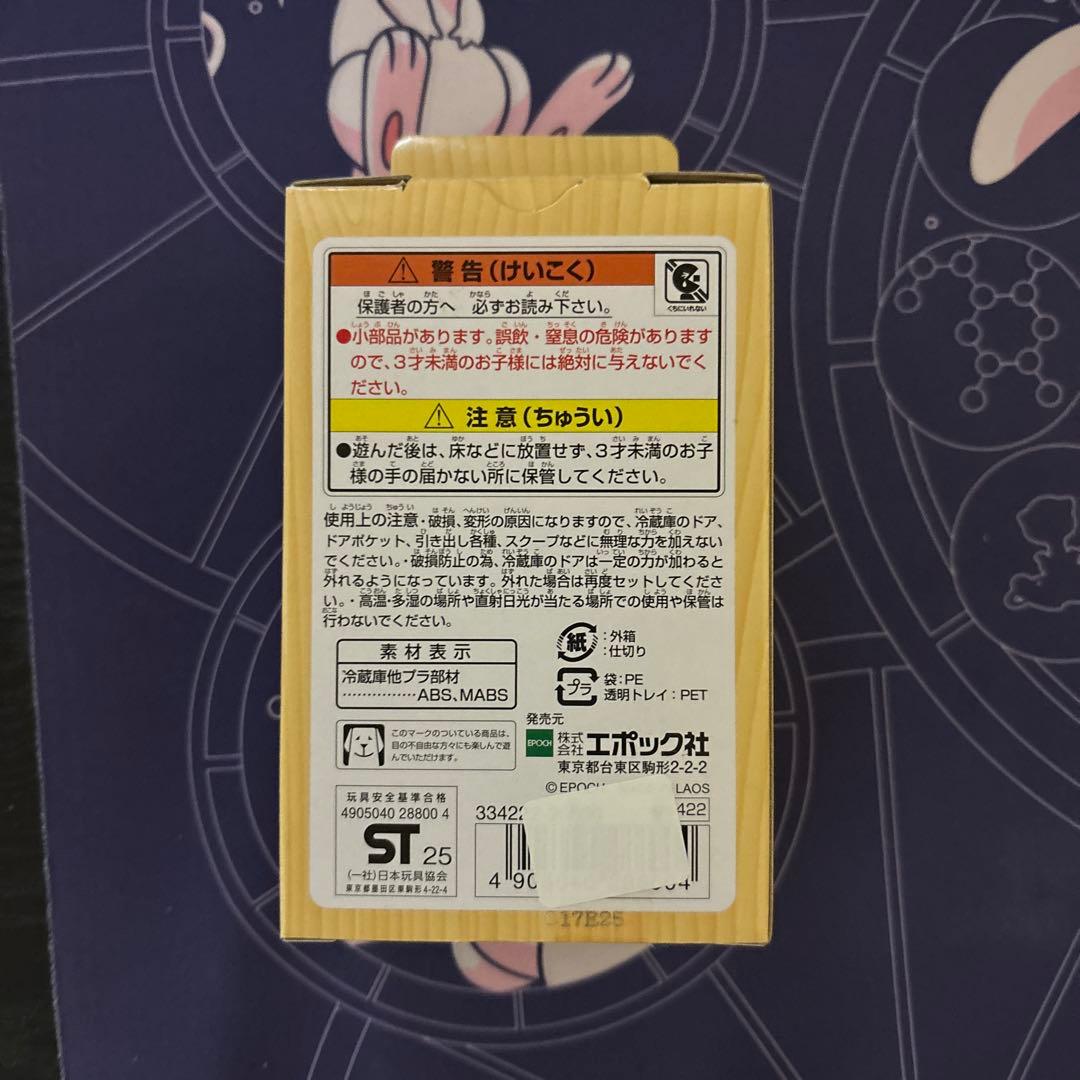 警告(けいこく)
くちにいれない
保護者の方へ 必ずお読み下さい。
●小部品があります。誤飲・窒息の危険があります
ので、3才未満のお子様には絶対に与えないでく
ださい。
注意(ちゅうい)
●遊んだ後は、床などに放置せず、3才未満のお子
様の手の届かない所に保管してください。
使用上の注意・破損、変形の原因になりますので、冷蔵庫のドア、
ドアポケット、引き出し各種、スクープなどに無理な力を加えない
でください。・破損防止の為、冷蔵庫のドアは一定の力が加わると
外れるようになっています。外れた場合は再度セットしてくださ
い。・高温・多湿の場所や直射日光が当たる場所での使用や保管は
行わないでください。
素材表示
冷蔵庫他プラ部材
……………ABS、MABS
紙:外箱
:仕切り
プラ 袋:PE
透明トレイ:PET
このマークのついている商品は、
目の不自由な方々にも楽しんで遊
んでいただけます。
発売元
EPOCH 株式会社エポック社
東京都台東区駒形2-2-2
©EPOCH LAOS
玩具安全基準合格
4905040 28800 4
ST 25
(一社)日本玩具協会
東京都墨田区東駒形4-22-4
33422
422
4 90
17E25